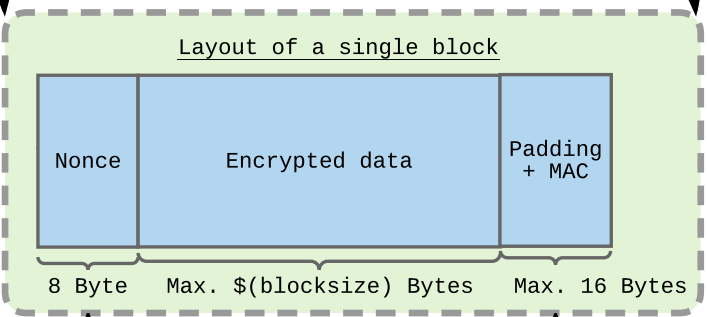 Layout of a single block
Nonce
Encrypted data
Padding
+ MAC
8 Byte
Max. $(blocksize) Bytes
Max. 16 Bytes